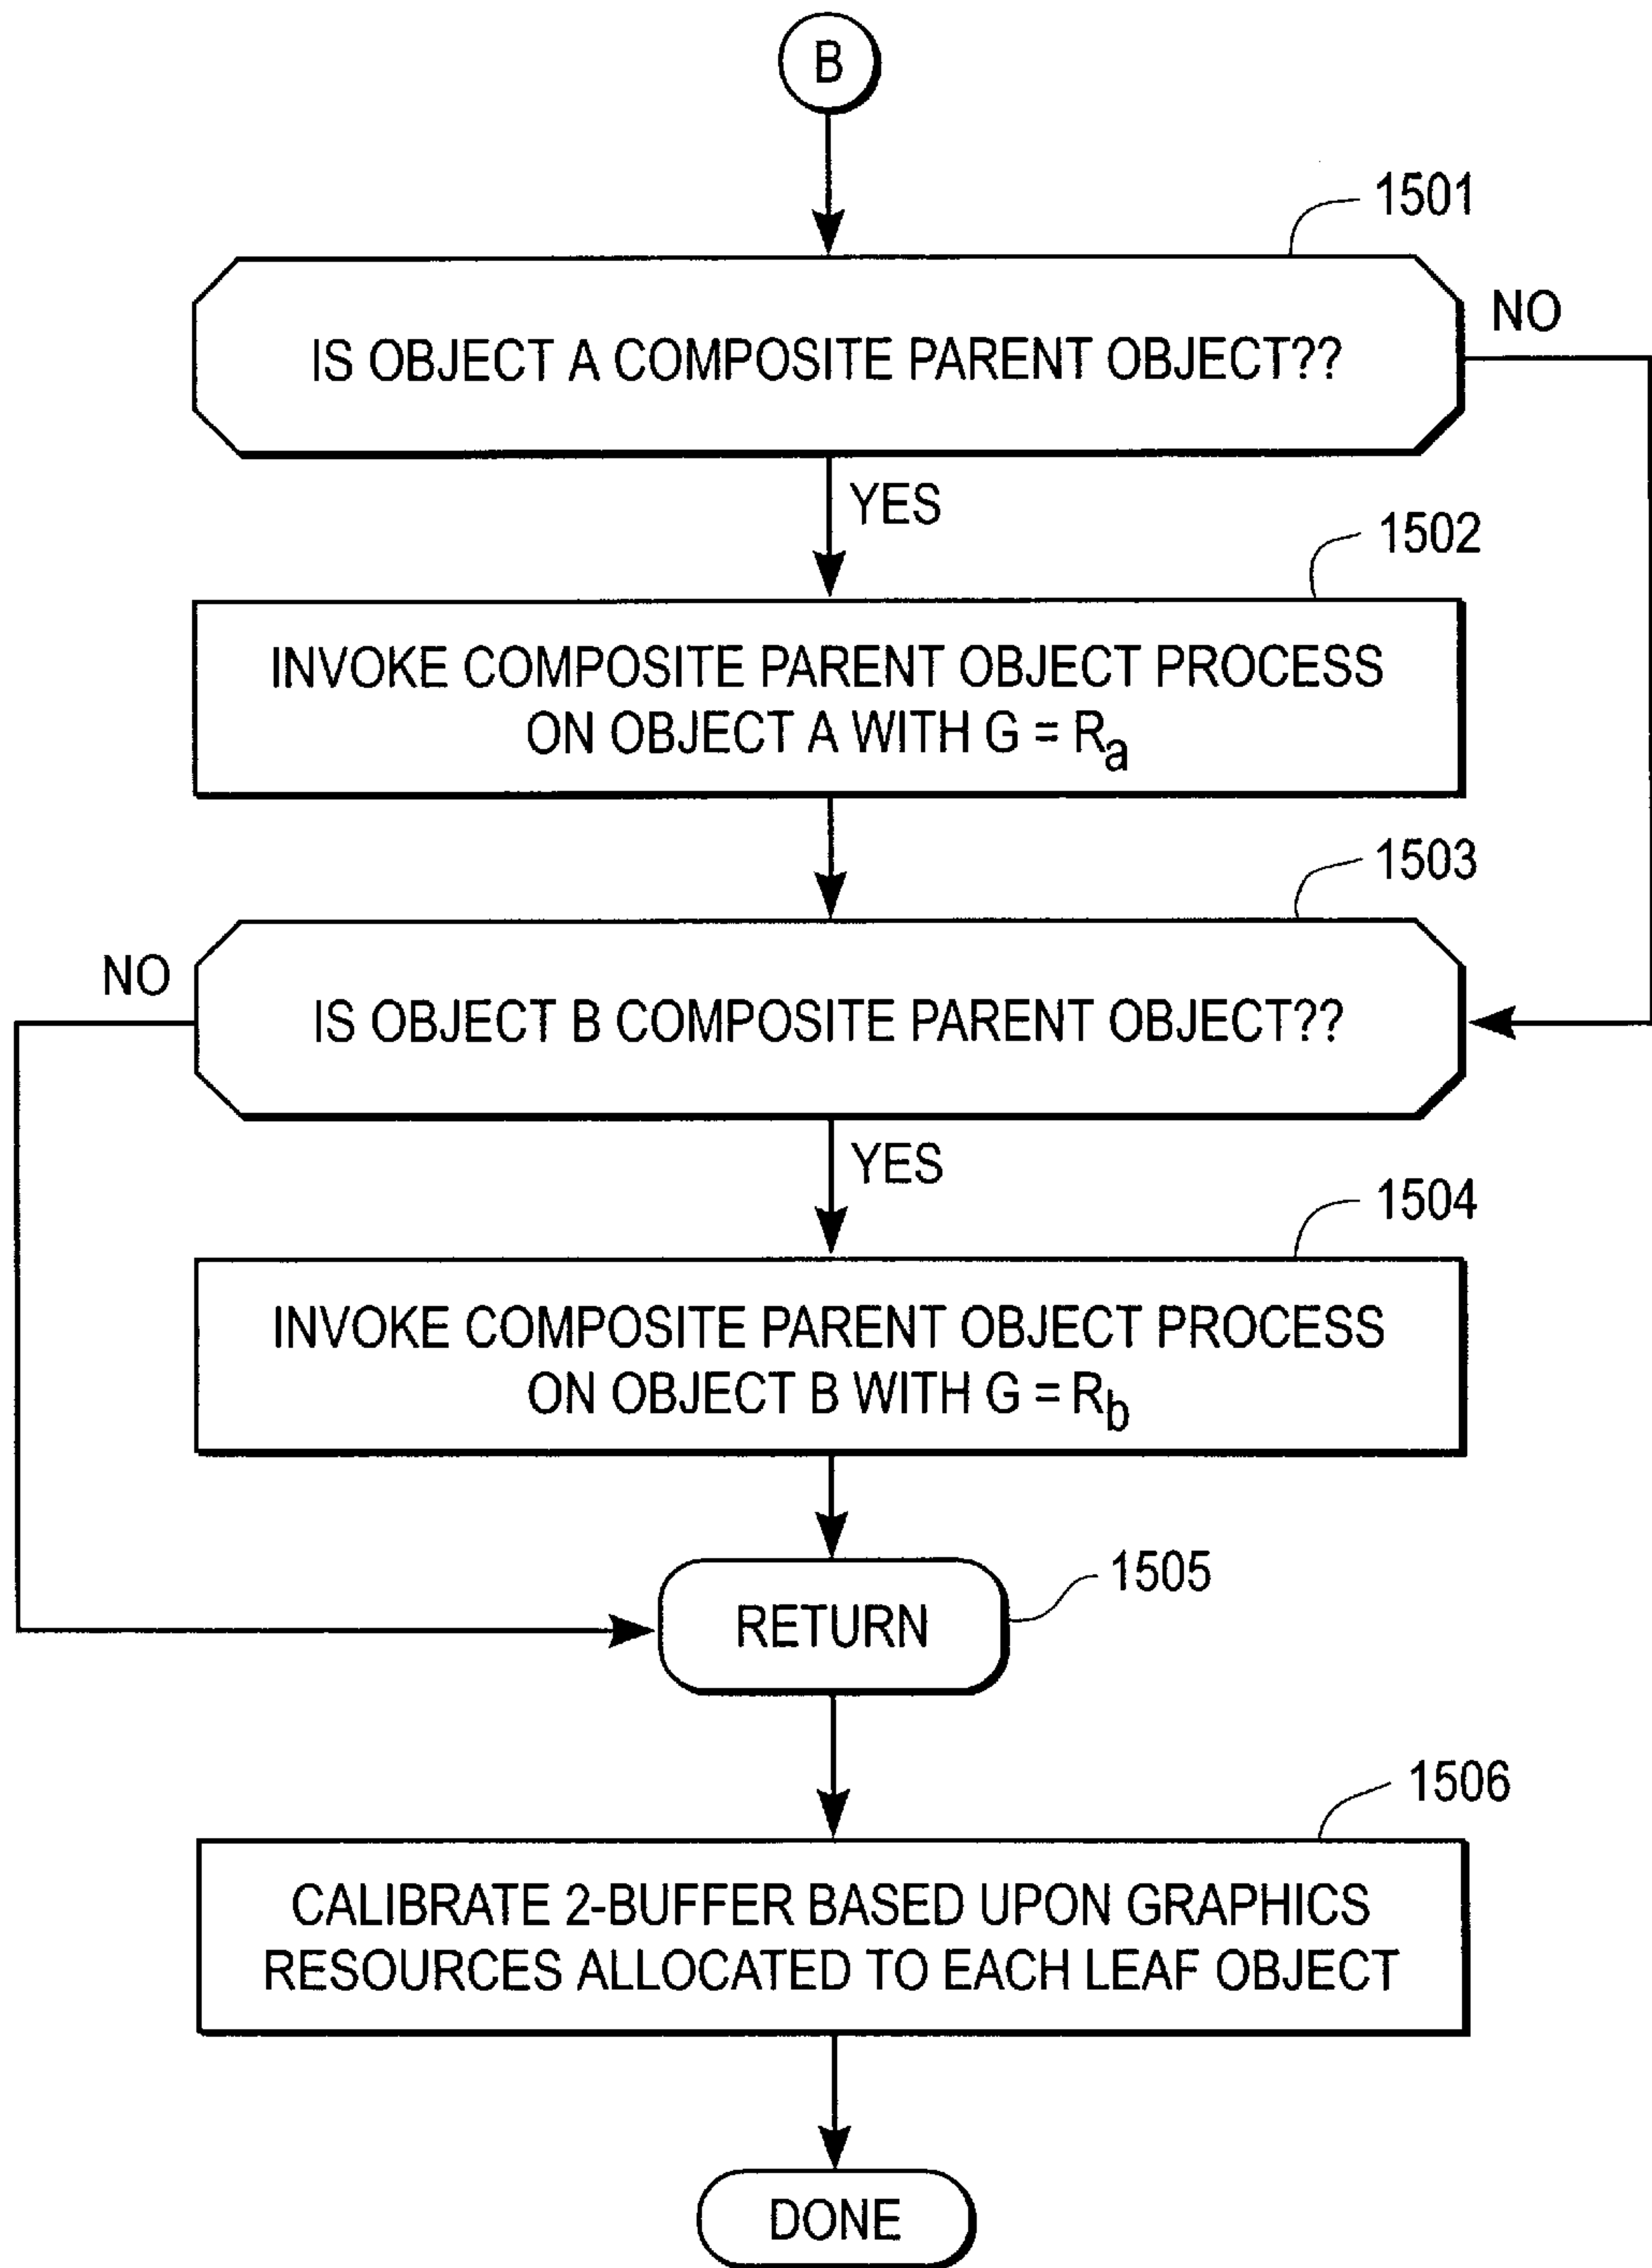 B
1501
IS OBJECT A COMPOSITE PARENT OBJECT??
NO
YES
1502
INVOKE COMPOSITE PARENT OBJECT PROCESS
ON OBJECT A WITH G = Ra
1503
NO
IS OBJECT B COMPOSITE PARENT OBJECT??
YES
1504
INVOKE COMPOSITE PARENT OBJECT PROCESS
ON OBJECT B WITH G = Rb
1505
RETURN
1506
CALIBRATE 2-BUFFER BASED UPON GRAPHICS
RESOURCES ALLOCATED TO EACH LEAF OBJECT
DONE